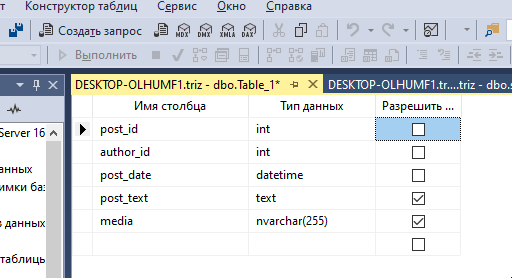 Конструктор таблиц Сервис Окно Справка
Создать запрос MDX DMX XMLA DAX
Выполнить
DESKTOP-OLHUMF1.triz - dbo.Table_1* DESKTOP-OLHUMF1.tr....triz - dbo.s
Имя столбца Тип данных Разрешить ...
Server 16
post_id int
author_id int
данных post_date datetime
имки баз
post_text text
media nvarchar(255)
в данных
таблицы